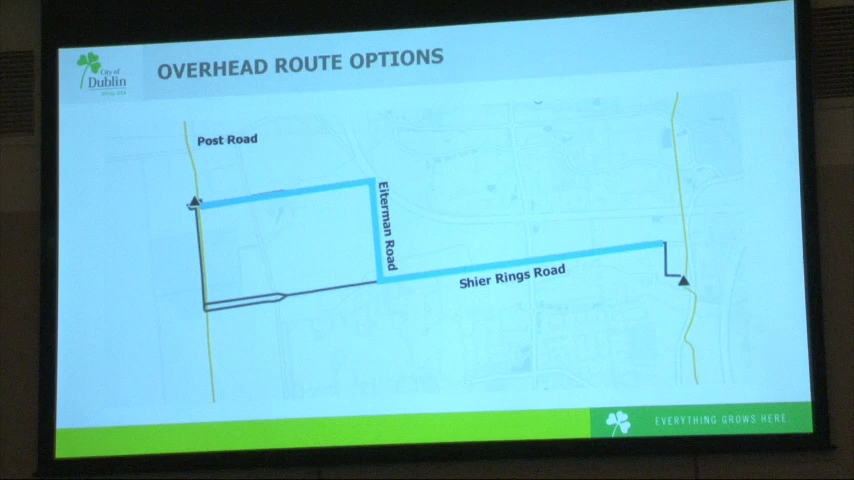 City of
Dublin
OVERHEAD ROUTE OPTIONS
Post Road
Eiterman Road
Shier Rings Road
EVERYTHING GROWS HERE.